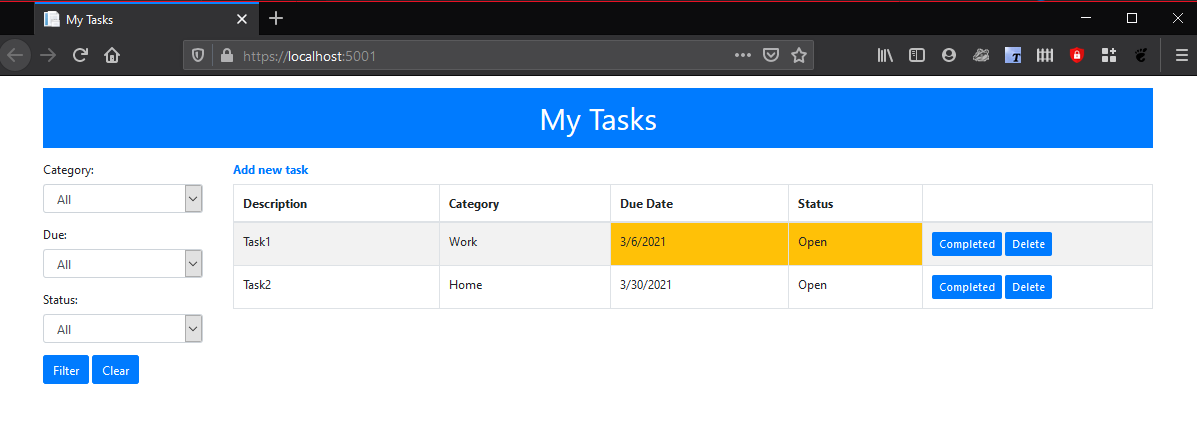 My Tasks
https://localhost:5001
My Tasks
Category:
All
Due:
All
Status:
All
Filter Clear
Add new task
Description Category Due Date Status
Task1 Work 3/6/2021 Open Completed Delete
Task2 Home 3/30/2021 Open Completed Delete